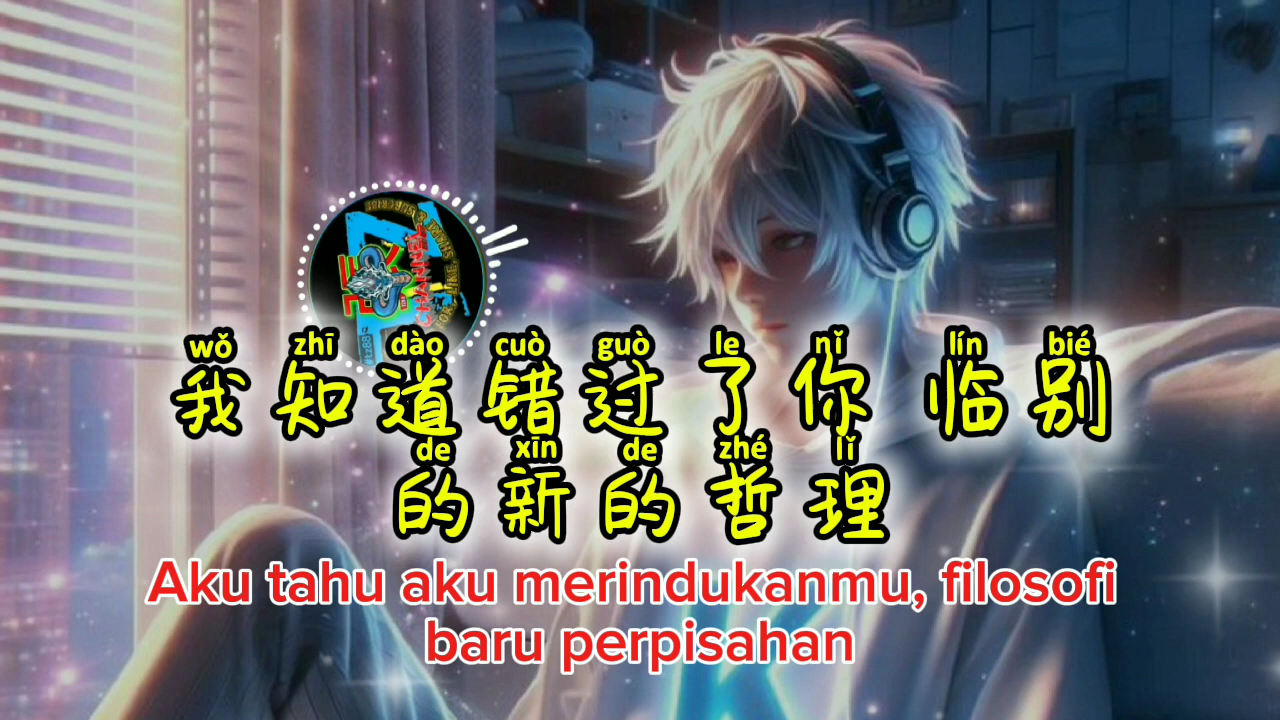 wǒ zhī dào cuò guò le nǐ lín bié
我知道错过了你 临别
de xīn de zhé lǐ
的新的哲理
Aku tahu aku merindukanmu, filosofi
baru perpisahan
CHANNEL